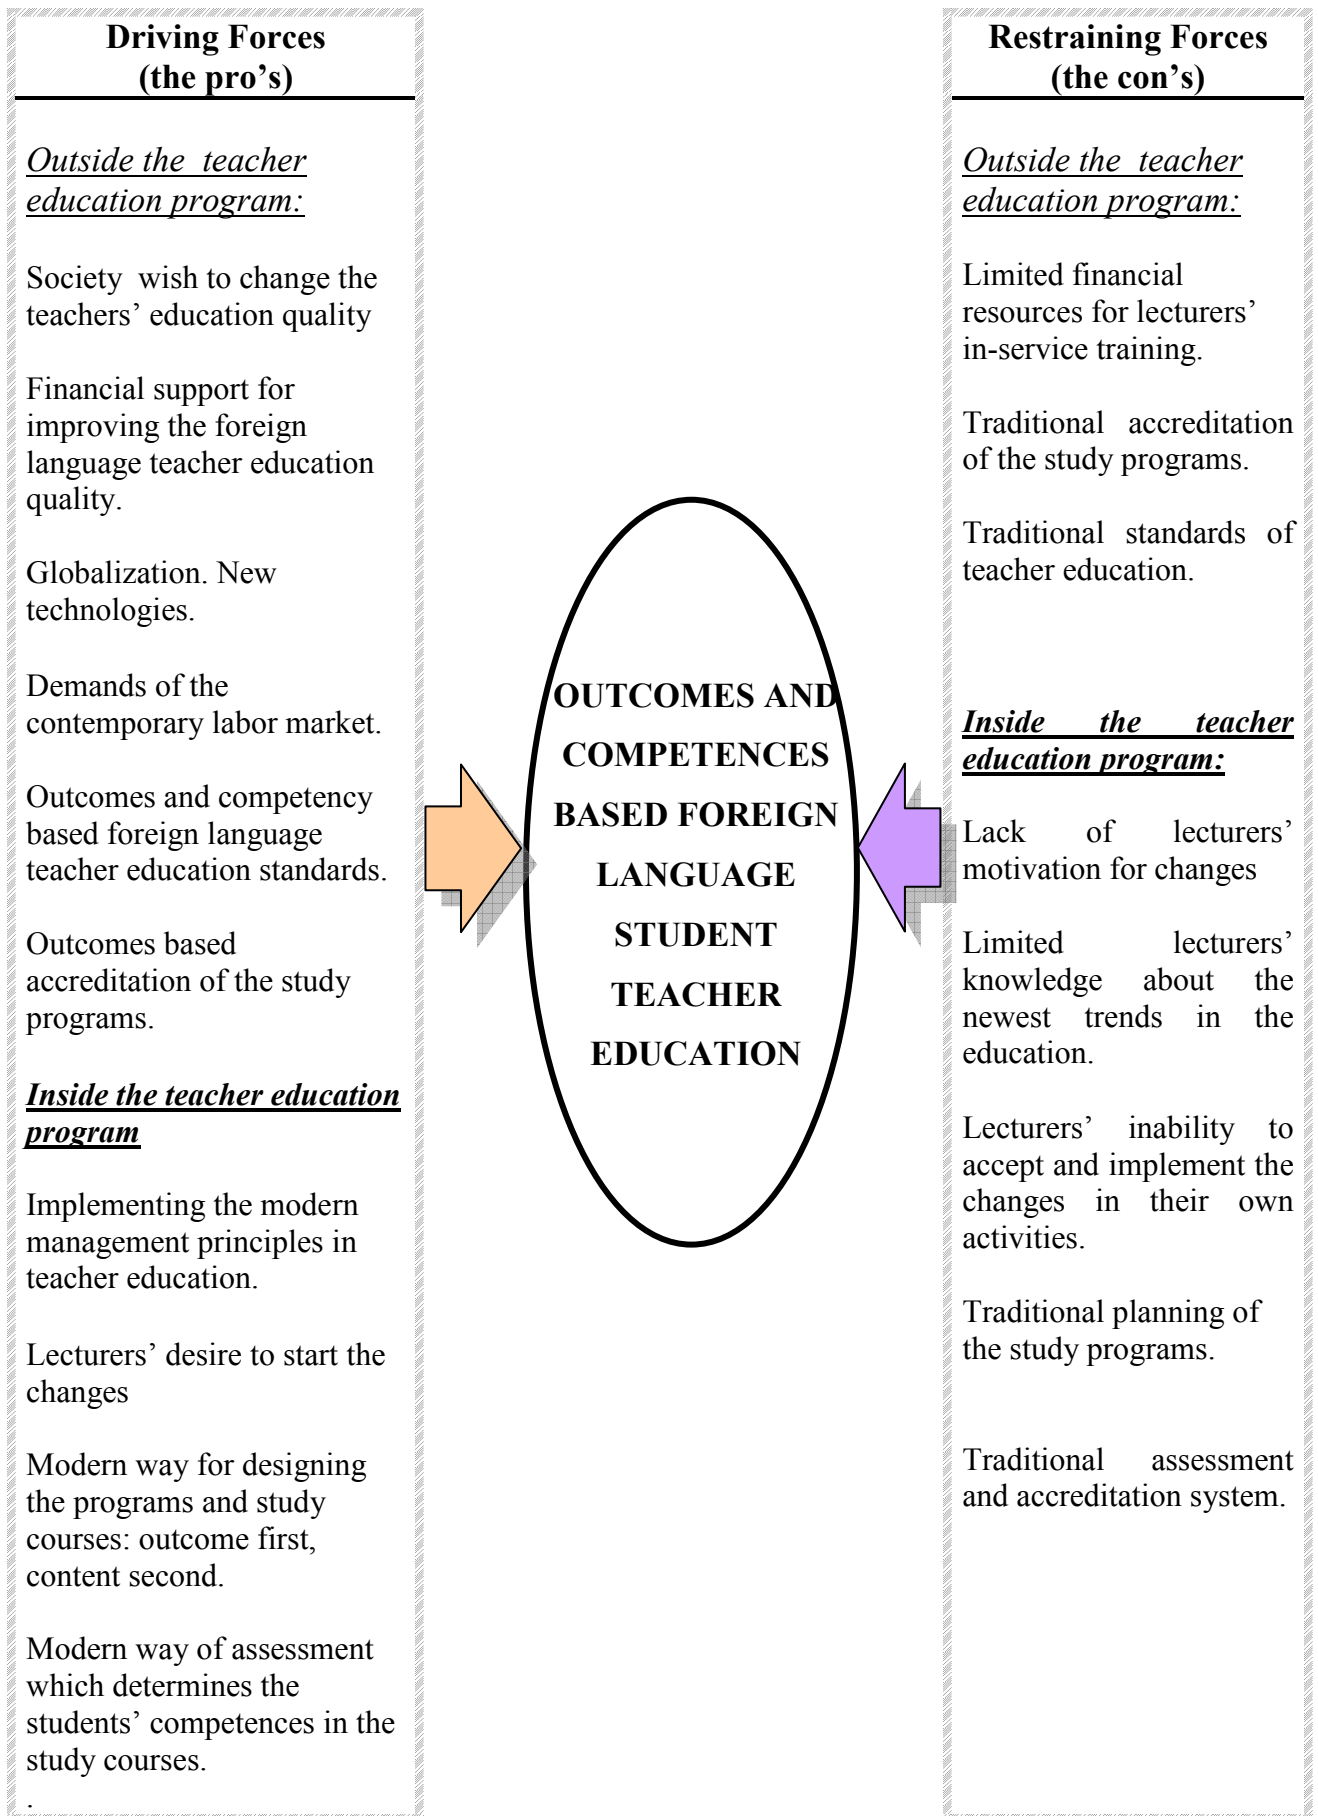 Driving Forces
(the pro's)
Outside the teacher
education program:
Society wish to change the
teachers’ education quality
Financial support for
improving the foreign
language teacher education
quality.
Globalization. New
technologies.
Demands of the
contemporary labor market.
Outcomes and competency
based foreign language
teacher education standards.
Outcomes based
accreditation of the study
programs.
Inside the teacher education
program
Implementing the modern
management principles in
teacher education.
Lecturers’ desire to start the
changes
Modern way for designing
the programs and study
courses: outcome first,
content second.
Modern way of assessment
which determines the
students’ competences in the
study courses.
.
OUTCOMES AND
COMPETENCES
BASED FOREIGN
LANGUAGE
STUDENT
TEACHER
EDUCATION
Restraining Forces
(the con’s)
Outside the teacher
education program:
Limited financial
resources for lecturers’
in-service training.
Traditional accreditation
of the study programs.
Traditional standards of
teacher education.
Inside the teacher
education program:
Lack of lecturers’
motivation for changes
Limited lecturers’
knowledge about the
newest trends in the
education.
Lecturers’ inability to
accept and implement the
changes in their own
activities.
Traditional planning of
the study programs.
Traditional assessment
and accreditation system.